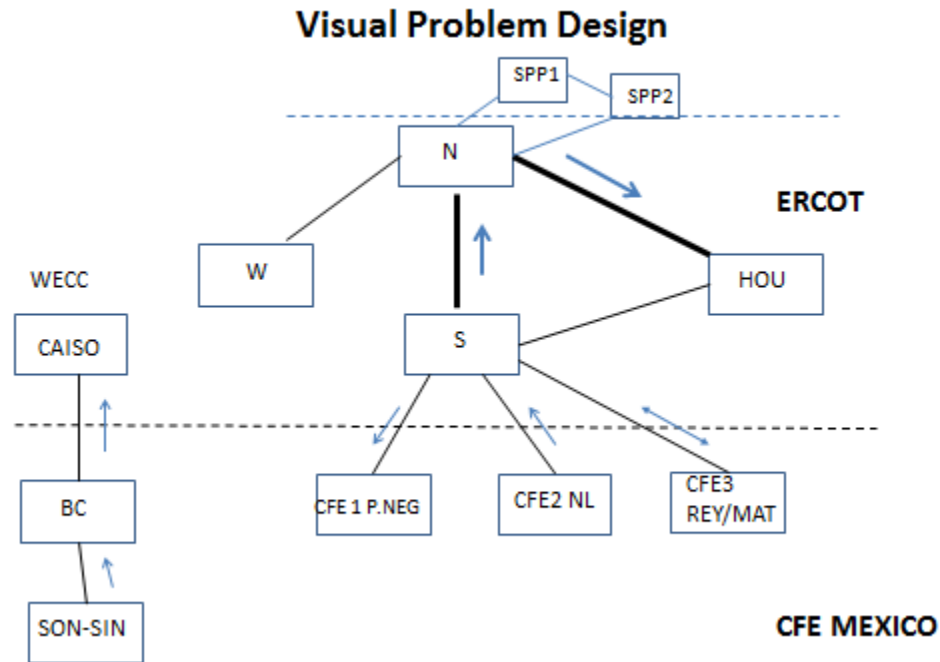 Visual Problem Design
SPP1
SPP2
N
ERCOT
W
HOU
WECC
S
CAISO
CFE 1 P.NEG
CFE2 NL
CFE3
REY/MAT
BC
SON-SIN
CFE MEXICO